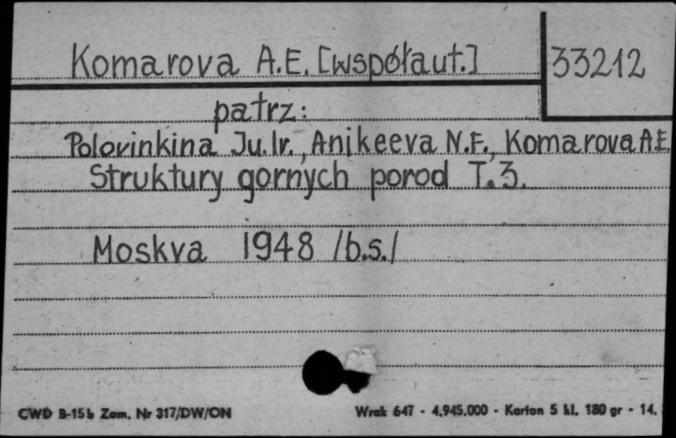 Komarova A.E. [współaut.] 33212
patrz:
Polovinkina Ju.Ir., Anikeeva N.F., Komarova A.E.
Struktury gornych porod T.3.
Moskva 1948 /b.s./
CWD B-15b Zam. Nr 317/DW/ON Wrak 647 - 4.945.000 - Karton 5 kl. 180 gr - 14.